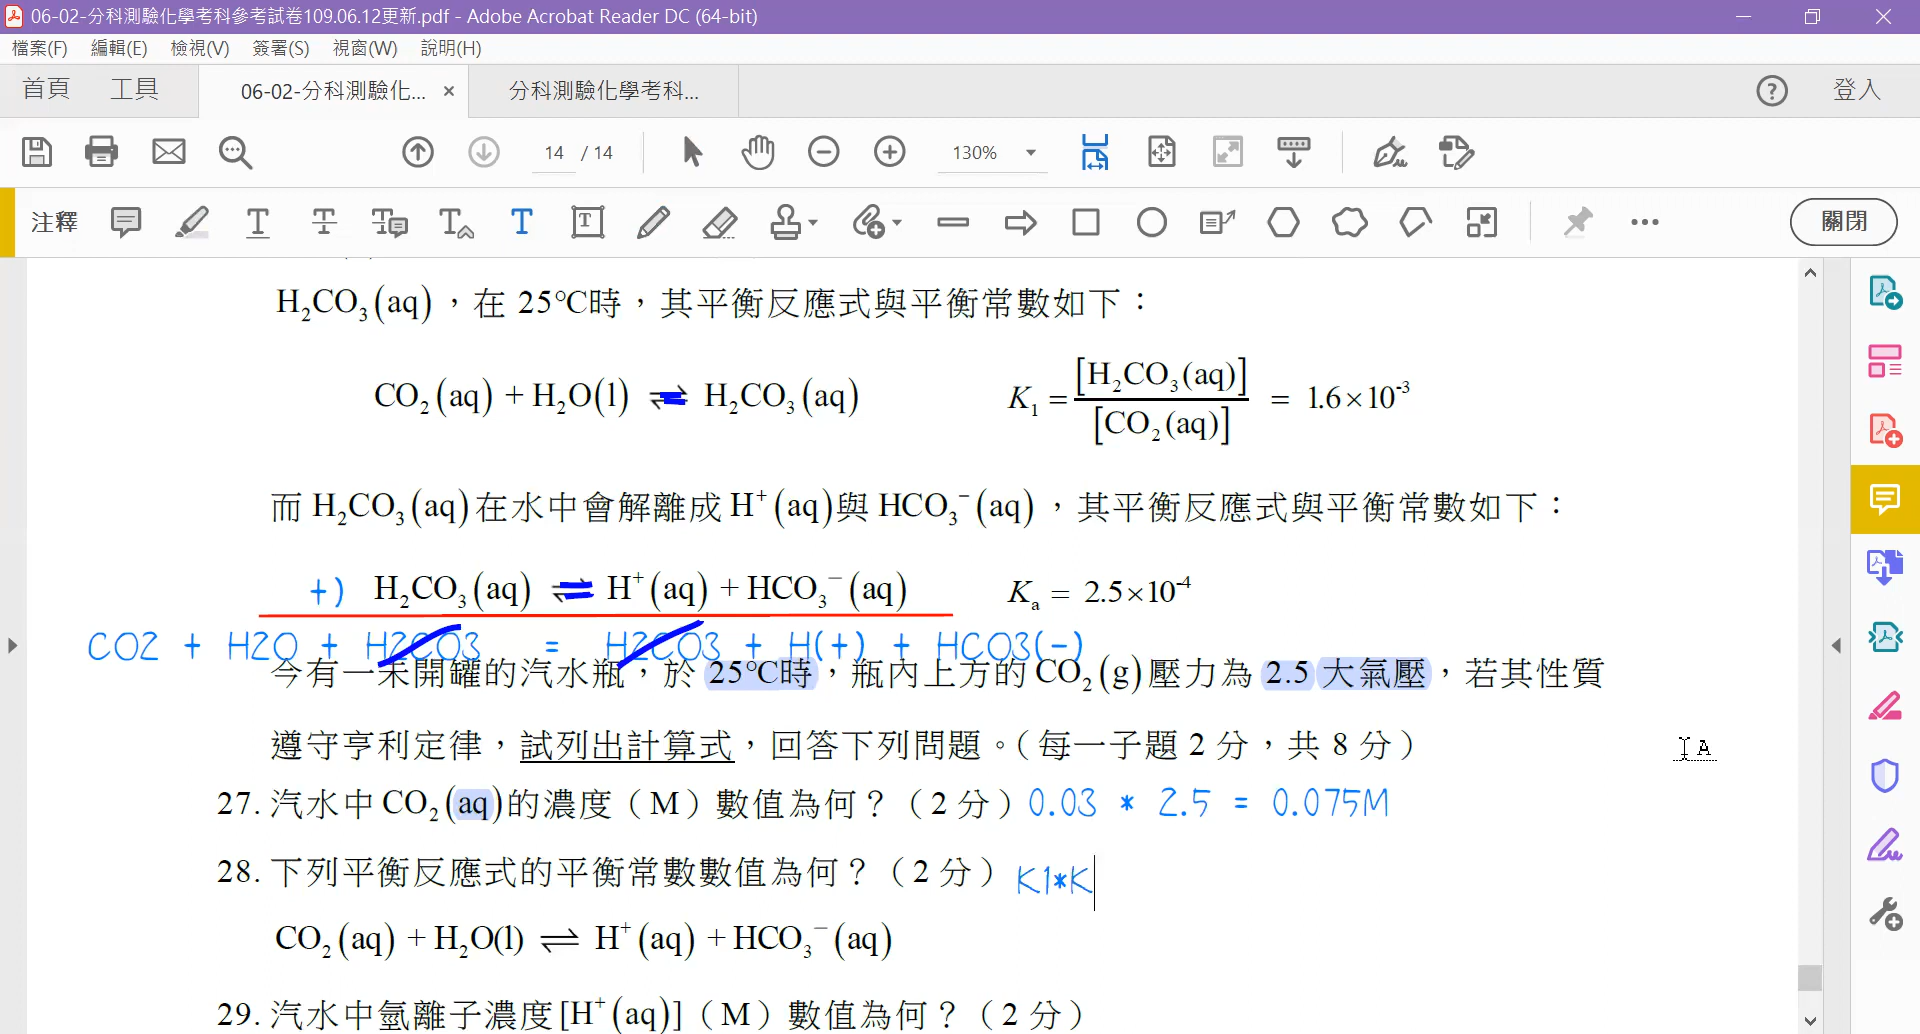 06-02-分科測驗化學考科參考試卷109.06.12更新.pdf - Adobe Acrobat Reader DC (64-bit)
檔案(F) 編輯(E) 檢視(V) 簽署(S) 視窗(W) 說明(H)
首頁 工具 06-02-分科測驗化... × 分科測驗化學考科... 登入
14 / 14 130%
注釋 關閉
H₂CO₃(aq),在 25°C時,其平衡反應式與平衡常數如下:
CO₂(aq) + H₂O(l) ⇌ H₂CO₃(aq) K₁ = [H₂CO₃(aq)] / [CO₂(aq)] = 1.6×10⁻³
而 H₂CO₃(aq)在水中會解離成 H⁺(aq)與 HCO₃⁻(aq),其平衡反應式與平衡常數如下:
+) H₂CO₃(aq) ⇌ H⁺(aq) + HCO₃⁻(aq) Kₐ = 2.5×10⁻⁴
CO2 + H2O + H2CO3 = H2CO3 + H(+) + HCO3(-)
今有一未開罐的汽水瓶,於 25°C時,瓶內上方的 CO₂(g)壓力為 2.5 大氣壓,若其性質
遵守亨利定律,試列出計算式,回答下列問題。(每一子題 2 分,共 8 分)
27. 汽水中 CO₂(aq)的濃度(M)數值為何?(2 分) 0.03 * 2.5 = 0.075M
28. 下列平衡反應式的平衡常數數值為何?(2 分) K1*K
CO₂(aq) + H₂O(l) ⇌ H⁺(aq) + HCO₃⁻(aq)
29. 汽水中氫離子濃度[H⁺(aq)](M)數值為何?(2 分)